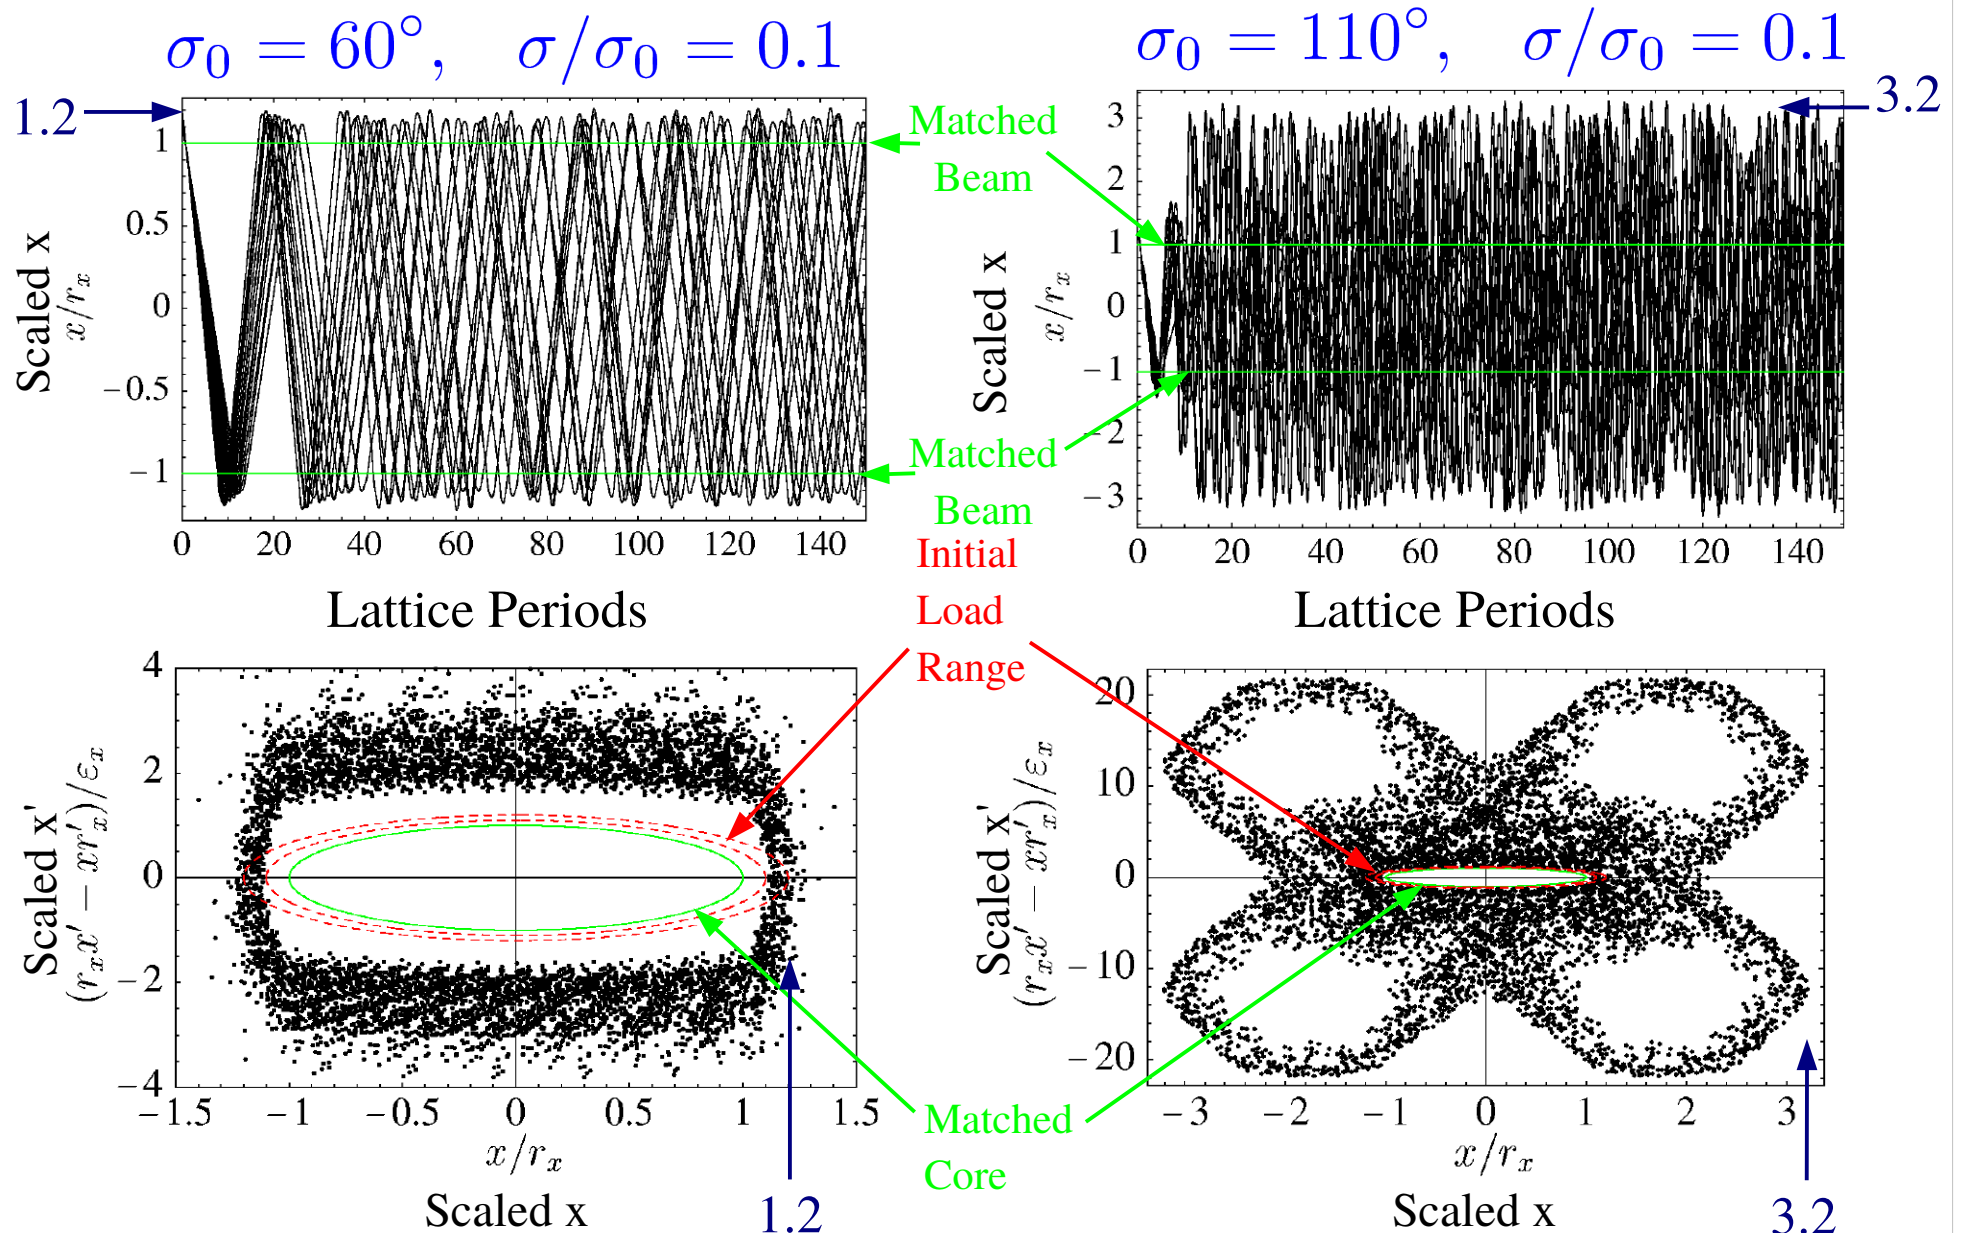 σ₀ = 60°, σ/σ₀ = 0.1
σ₀ = 110°, σ/σ₀ = 0.1
1.2
1
0.5
0
−0.5
−1
Scaled x
x/rₓ
0 20 40 60 80 100 120 140
Lattice Periods
Matched
Beam
Matched
Beam
3.2
3
2
1
0
−1
−2
−3
Scaled x
x/rₓ
0 20 40 60 80 100 120 140
Lattice Periods
Initial
Load
Range
4
2
0
−2
−4
Scaled x'
(rₓx′ − xr′ₓ)/εₓ
−1.5 −1 −0.5 0 0.5 1 1.5
x/rₓ
Scaled x
1.2
Matched
Core
20
10
0
−10
−20
Scaled x'
(rₓx′ − xr′ₓ)/εₓ
−3 −2 −1 0 1 2 3
x/rₓ
Scaled x
3.2